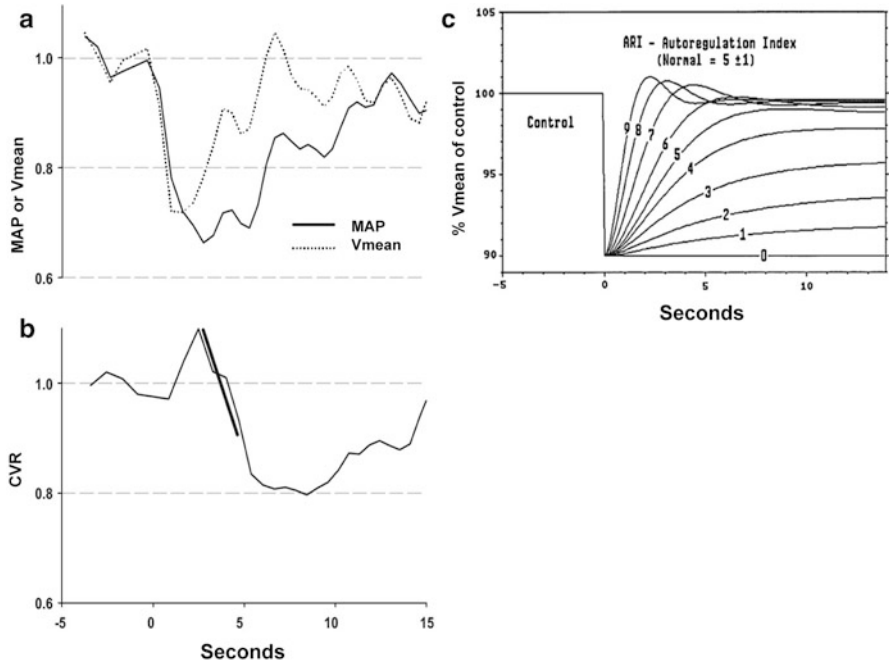 a
1.0
0.8
0.6
MAP or Vmean
MAP
Vmean
b
1.0
0.8
0.6
CVR
-5
0
5
10
15
Seconds
c
105
100
95
90
% Vmean of control
ARI - Autoregulation Index
(Normal = 5 ±1)
Control
9
8
7
6
5
4
3
2
1
0
-5
0
5
10
Seconds